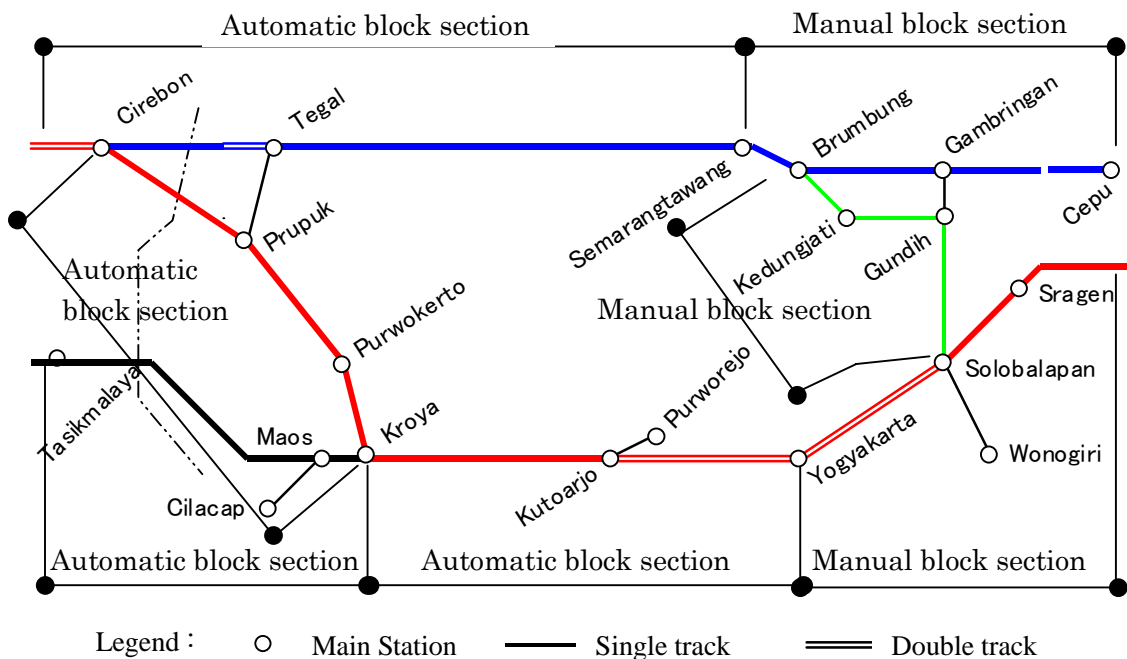 Automatic block section
Manual block section
Cirebon
Tegal
Brumbung
Gambringan
Semarangtawang
Kedungjati
Gundih
Cepu
Prupuk
Automatic
block section
Manual block section
Sragen
Purwokerto
Solobalapan
Tasikmalaya
Maos
Kroya
Purworejo
Cilacap
Kutoarjo
Yogyakarta
Wonogiri
Automatic block section
Automatic block section
Manual block section
Legend : Main Station Single track Double track